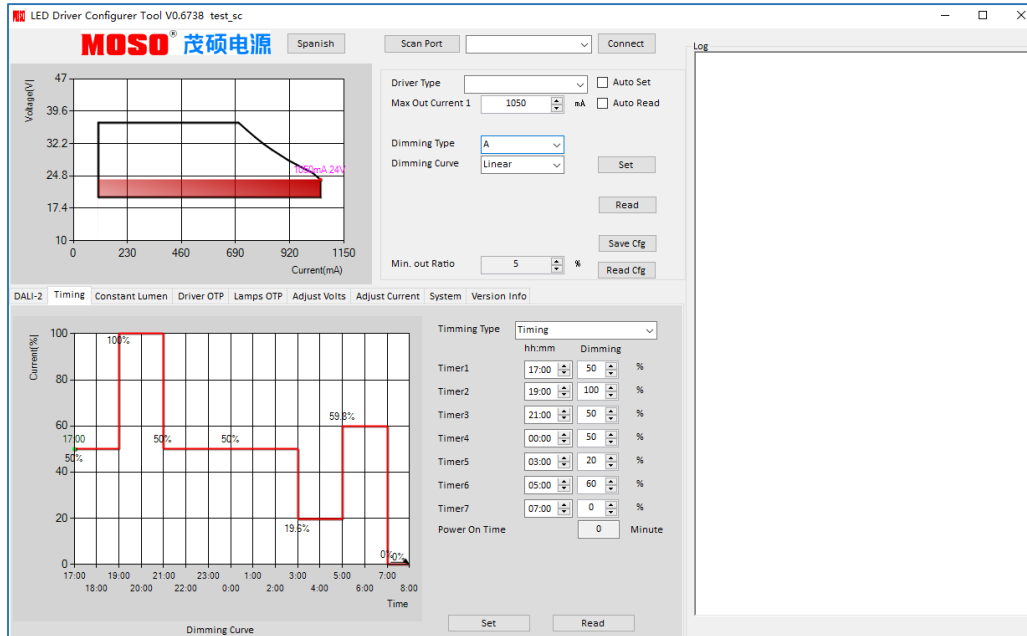 LED Driver Configurer Tool V0.6738 test_sc
MOSO® 茂硕电源
Spanish
Scan Port
Connect
Log
Voltage(V)
47
39.6
32.2
24.8
17.4
10
1050mA 24V
0 230 460 690 920 1150
Current(mA)
Driver Type
Auto Set
Max Out Current 1 1050 mA
Auto Read
Dimming Type A
Dimming Curve Linear
Set
Read
Save Cfg
Min. out Ratio 5 %
Read Cfg
DALI-2 Timing Constant Lumen Driver OTP Lamps OTP Adjust Volts Adjust Current System Version Info
Current(%)
100
80
60
40
20
0
100%
59.8%
17:00
50%
50%
50%
19.6%
0%
0%
17:00 19:00 21:00 23:00 1:00 3:00 5:00 7:00
18:00 20:00 22:00 0:00 2:00 4:00 6:00 8:00
Time
Dimming Curve
Timming Type Timing
hh:mm Dimming
Timer1 17:00 50 %
Timer2 19:00 100 %
Timer3 21:00 50 %
Timer4 00:00 50 %
Timer5 03:00 20 %
Timer6 05:00 60 %
Timer7 07:00 0 %
Power On Time 0 Minute
Set Read